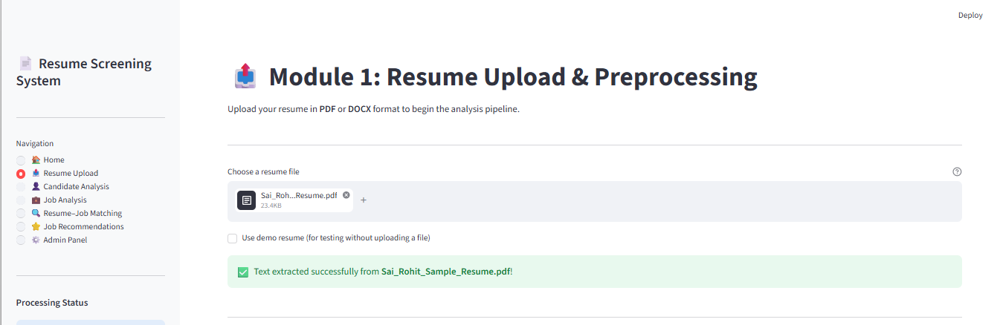 Deploy
Resume Screening
System
Navigation
Home
Resume Upload
Candidate Analysis
Job Analysis
Resume–Job Matching
Job Recommendations
Admin Panel
Processing Status
Module 1: Resume Upload & Preprocessing
Upload your resume in PDF or DOCX format to begin the analysis pipeline.
Choose a resume file
Sai_Roh...Resume.pdf
23.4KB
Use demo resume (for testing without uploading a file)
Text extracted successfully from Sai_Rohit_Sample_Resume.pdf!